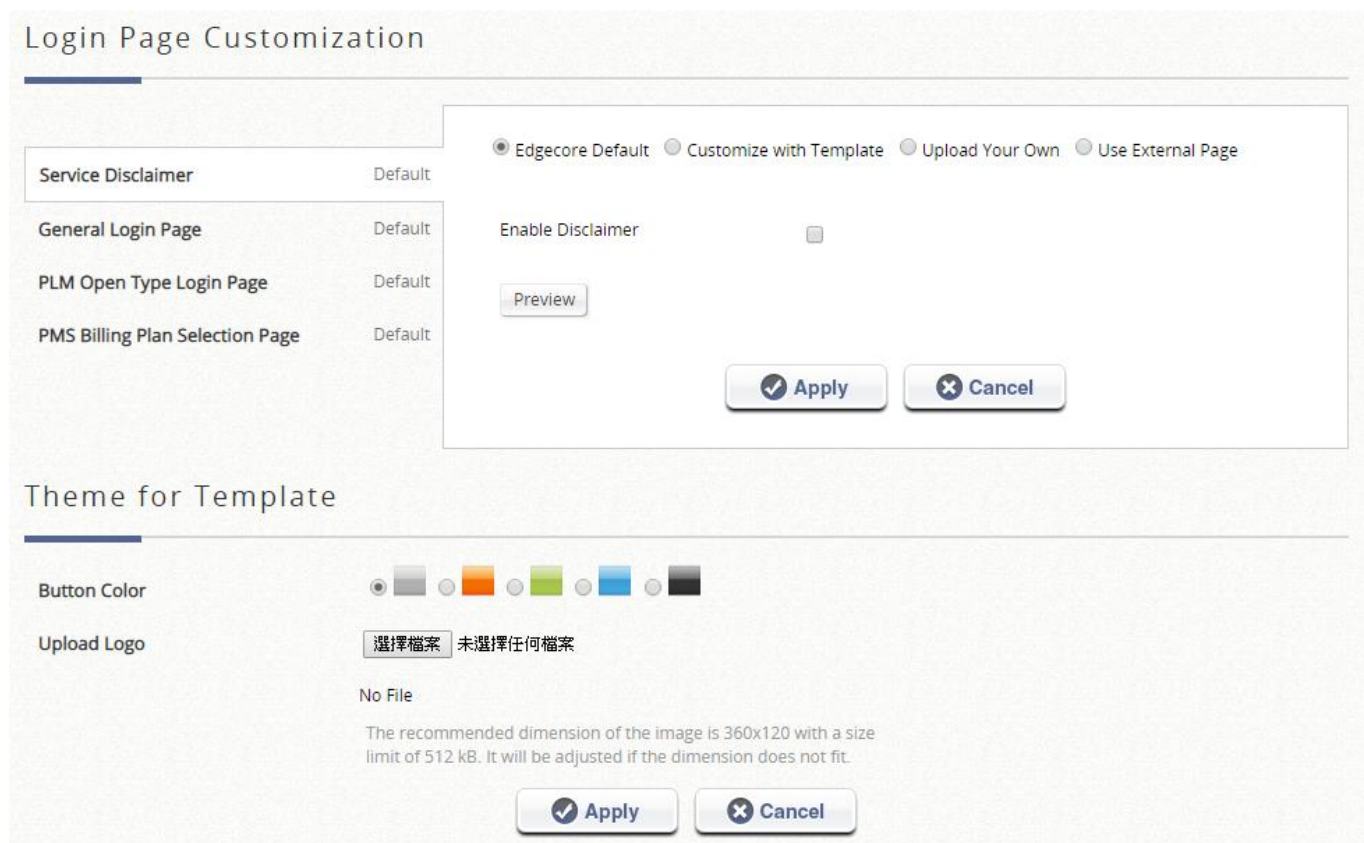 Login Page Customization
Edgecore Default Customize with Template Upload Your Own Use External Page
Service Disclaimer Default
General Login Page Default Enable Disclaimer
PLM Open Type Login Page Default
Preview
PMS Billing Plan Selection Page Default
Apply Cancel
Theme for Template
Button Color
Upload Logo 選擇檔案 未選擇任何檔案
No File
The recommended dimension of the image is 360x120 with a size
limit of 512 kB. It will be adjusted if the dimension does not fit.
Apply Cancel